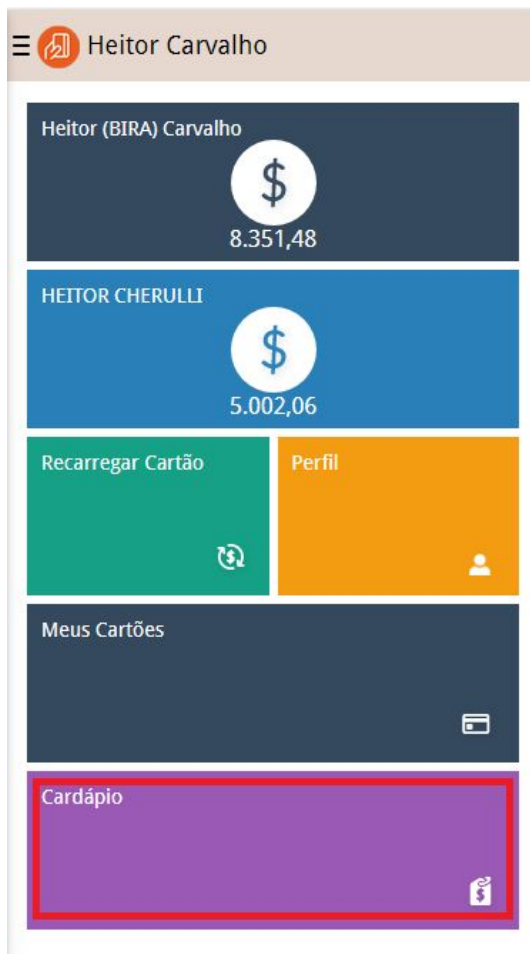 Heitor Carvalho
Heitor (BIRA) Carvalho
$
8.351,48
HEITOR CHERULLI
$
5.002,06
Recarregar Cartão
Perfil
Meus Cartões
Cardápio